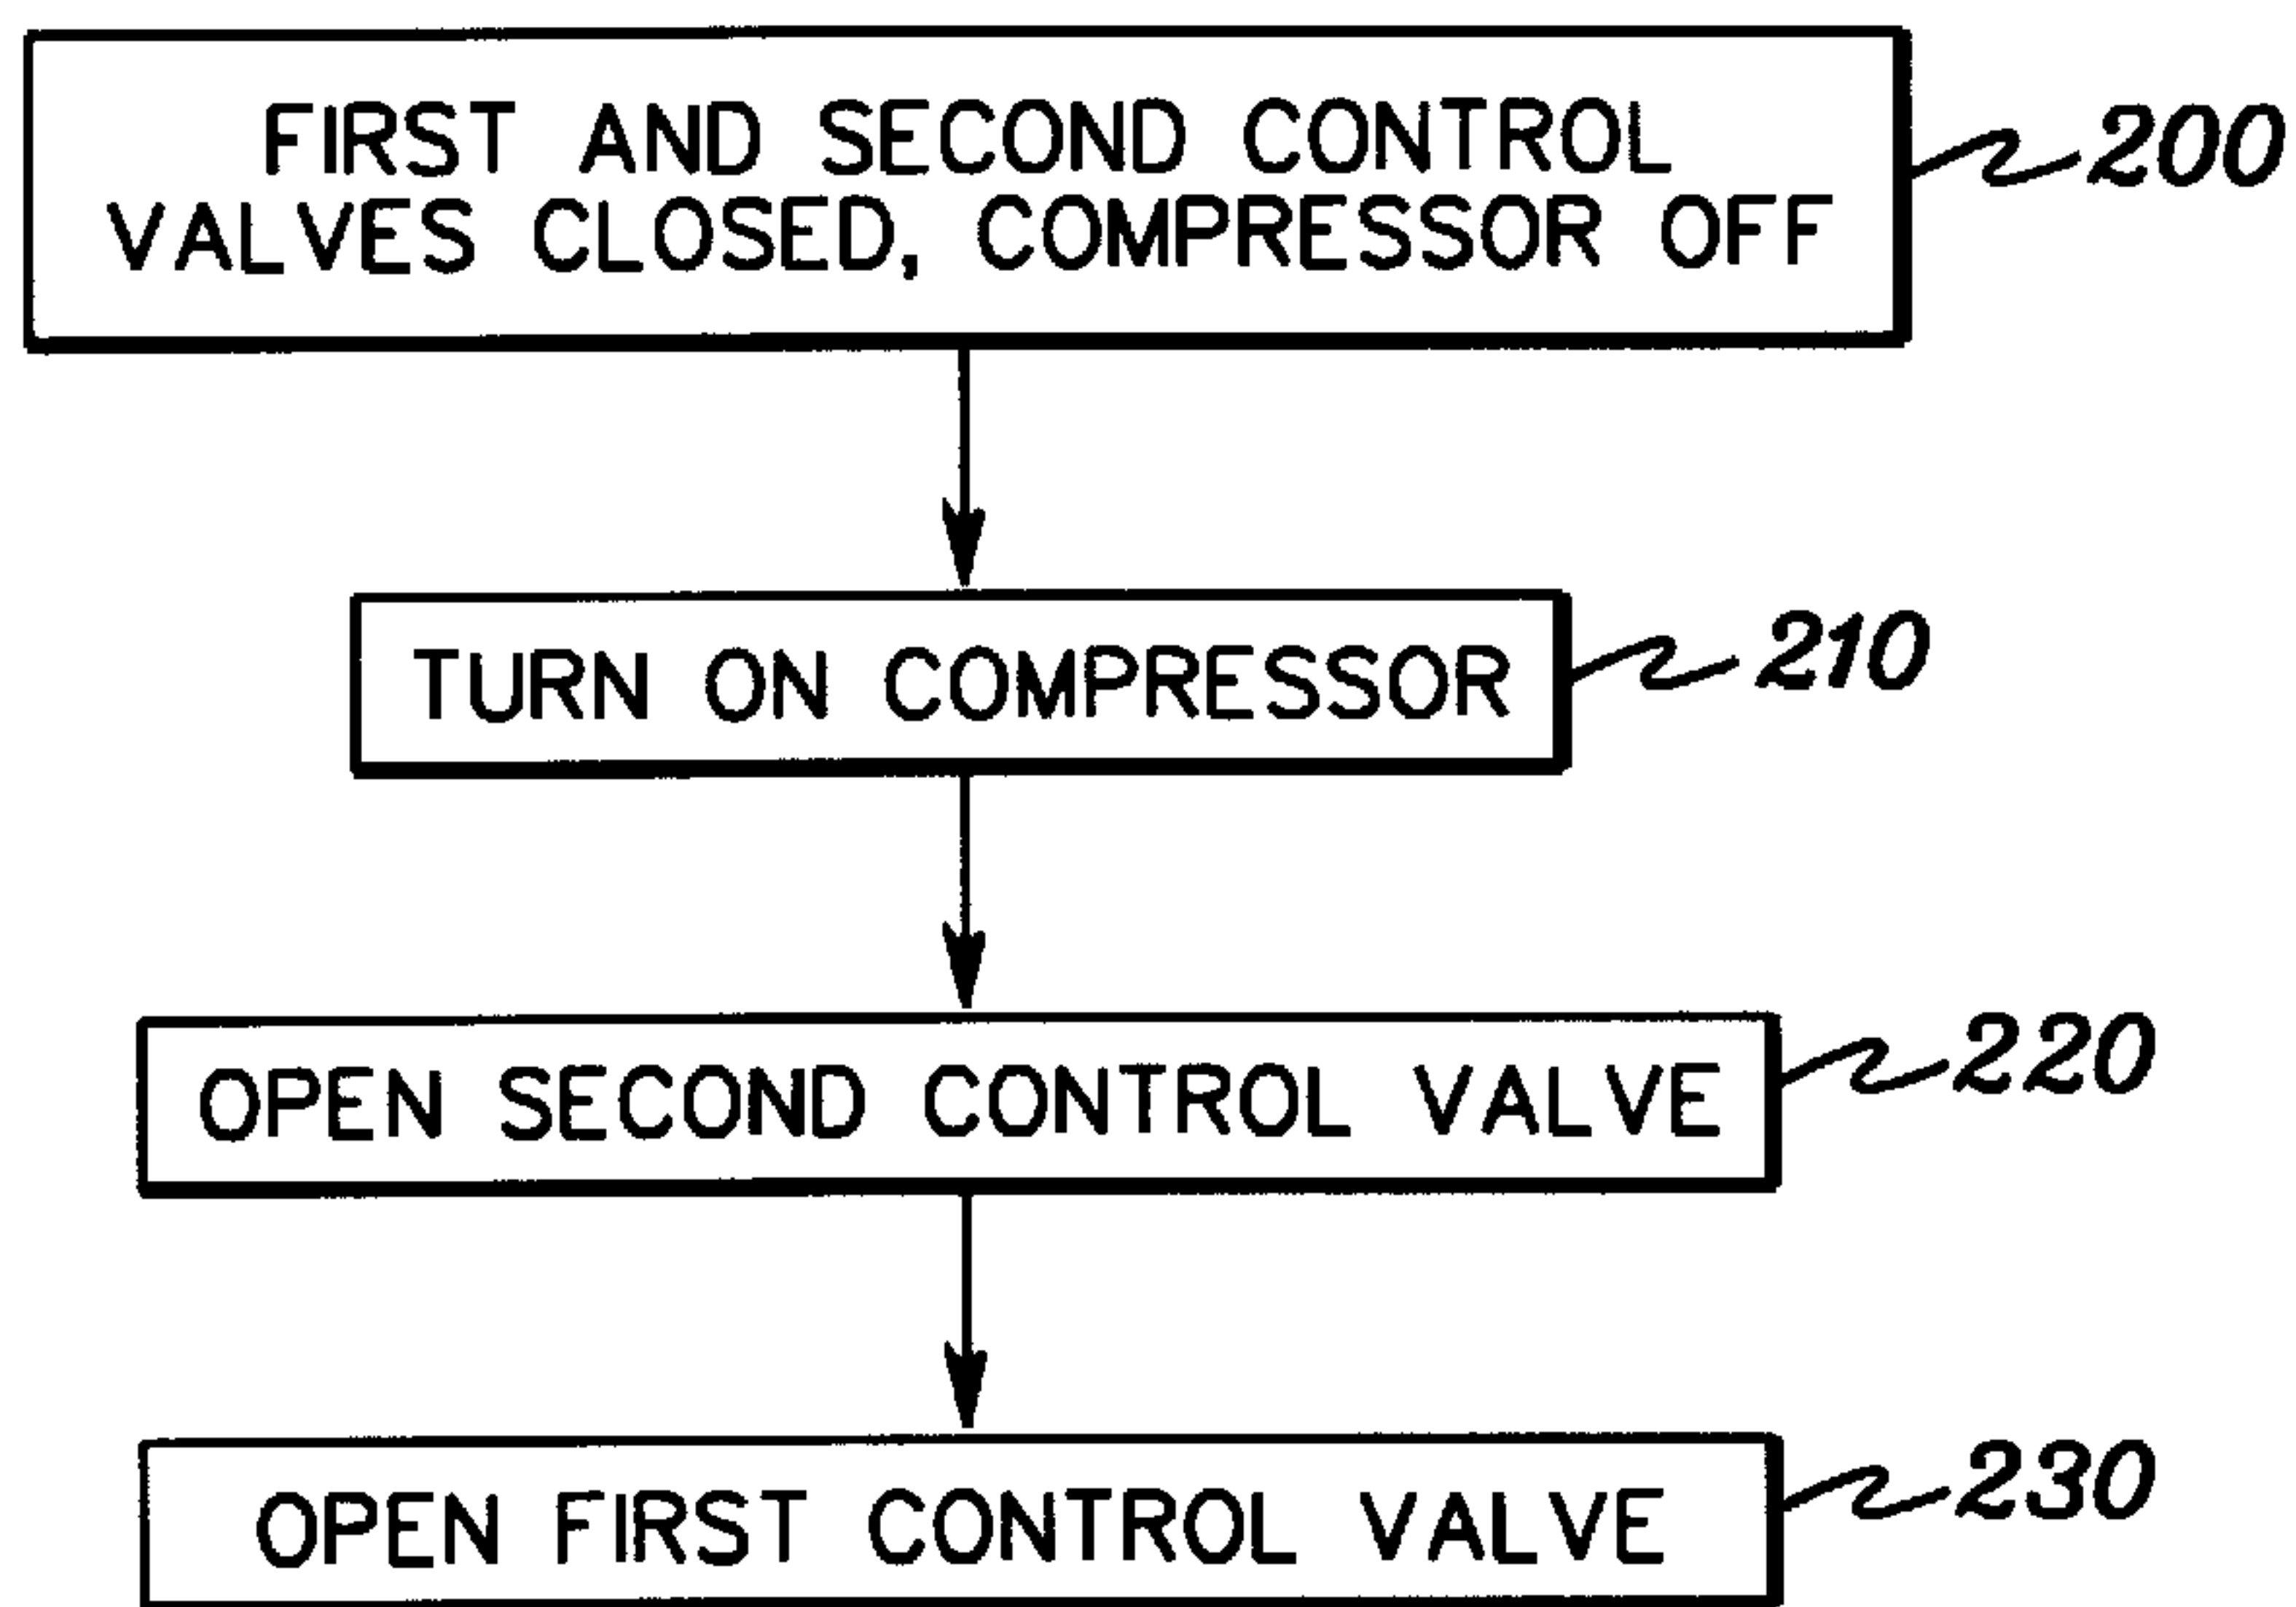 FIRST AND SECOND CONTROL
VALVES CLOSED, COMPRESSOR OFF
200
TURN ON COMPRESSOR
210
OPEN SECOND CONTROL VALVE
220
OPEN FIRST CONTROL VALVE
230